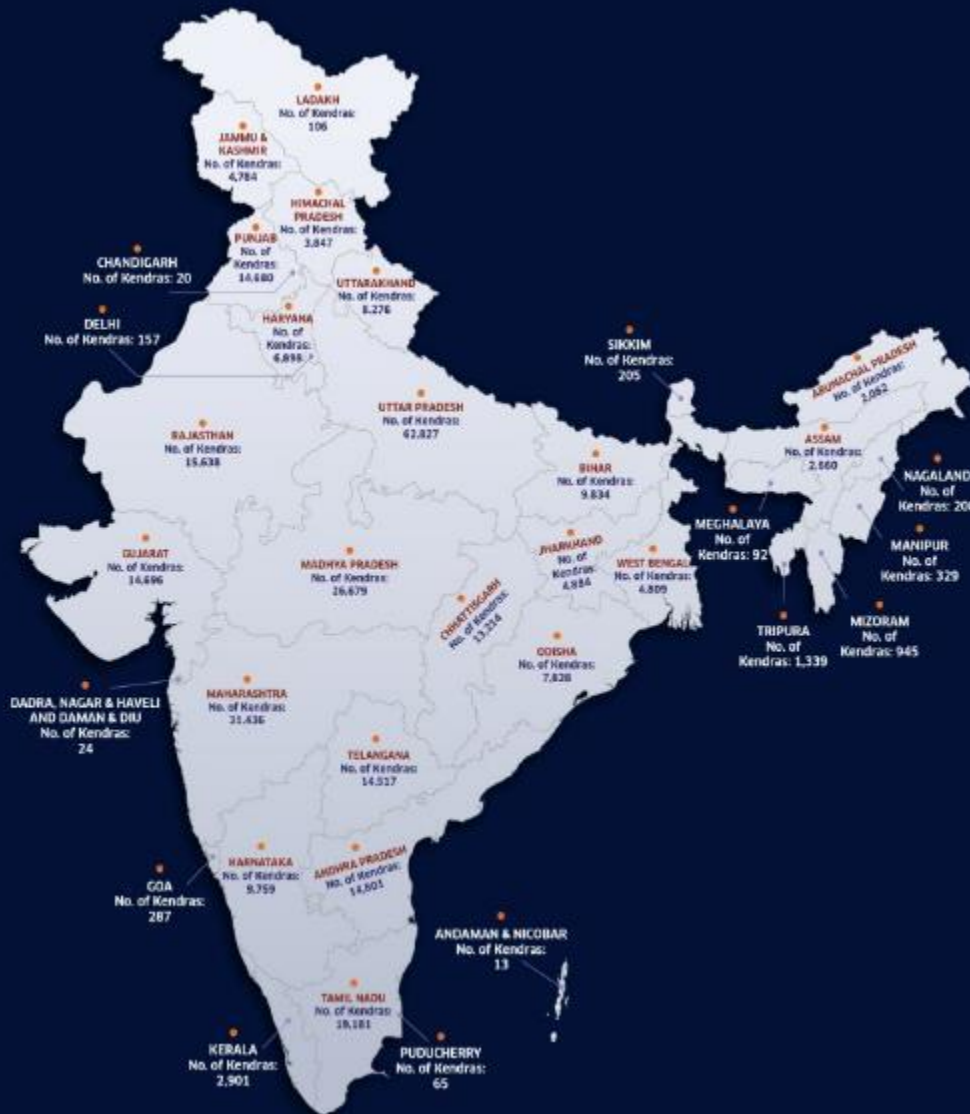 LADAKH
No. of Kendras:
106
JAMMU &
KASHMIR
No. of Kendras:
4,784
HIMACHAL
PRADESH
No. of Kendras:
3,847
PUNJAB
No. of
Kendras:
14,680
CHANDIGARH
No. of Kendras: 20
UTTARAKHAND
No. of Kendras:
8,276
DELHI
No. of Kendras: 157
HARYANA
No. of
Kendras:
SIKKIM
No. of Kendras:
205
ARUNACHAL PRADESH
No. of Kendras:
UTTAR PRADESH
No. of Kendras:
62,827
RAJASTHAN
No. of Kendras:
15,638
ASSAM
No. of Kendras:
BIHAR
No. of Kendras:
9,834
NAGALAND
No. of
Kendras:
MEGHALAYA
No. of
Kendras: 92
MANIPUR
No. of
Kendras: 329
GUJARAT
No. of Kendras:
14,696
MADHYA PRADESH
No. of Kendras:
26,679
JHARKHAND
No. of
Kendras:
WEST BENGAL
No. of Kendras:
4,809
CHHATTISGARH
No. of Kendras:
13,214
TRIPURA
No. of
Kendras: 1,339
MIZORAM
No. of
Kendras: 945
ODISHA
No. of Kendras:
7,828
DADRA, NAGAR & HAVELI
AND DAMAN & DIU
No. of Kendras:
24
MAHARASHTRA
No. of Kendras:
TELANGANA
No. of Kendras:
14,517
KARNATAKA
No. of Kendras:
9,759
ANDHRA PRADESH
No. of Kendras:
GOA
No. of Kendras:
287
ANDAMAN & NICOBAR
No. of Kendras:
13
TAMIL NADU
No. of Kendras:
19,181
KERALA
No. of Kendras:
2,901
PUDUCHERRY
No. of Kendras:
65